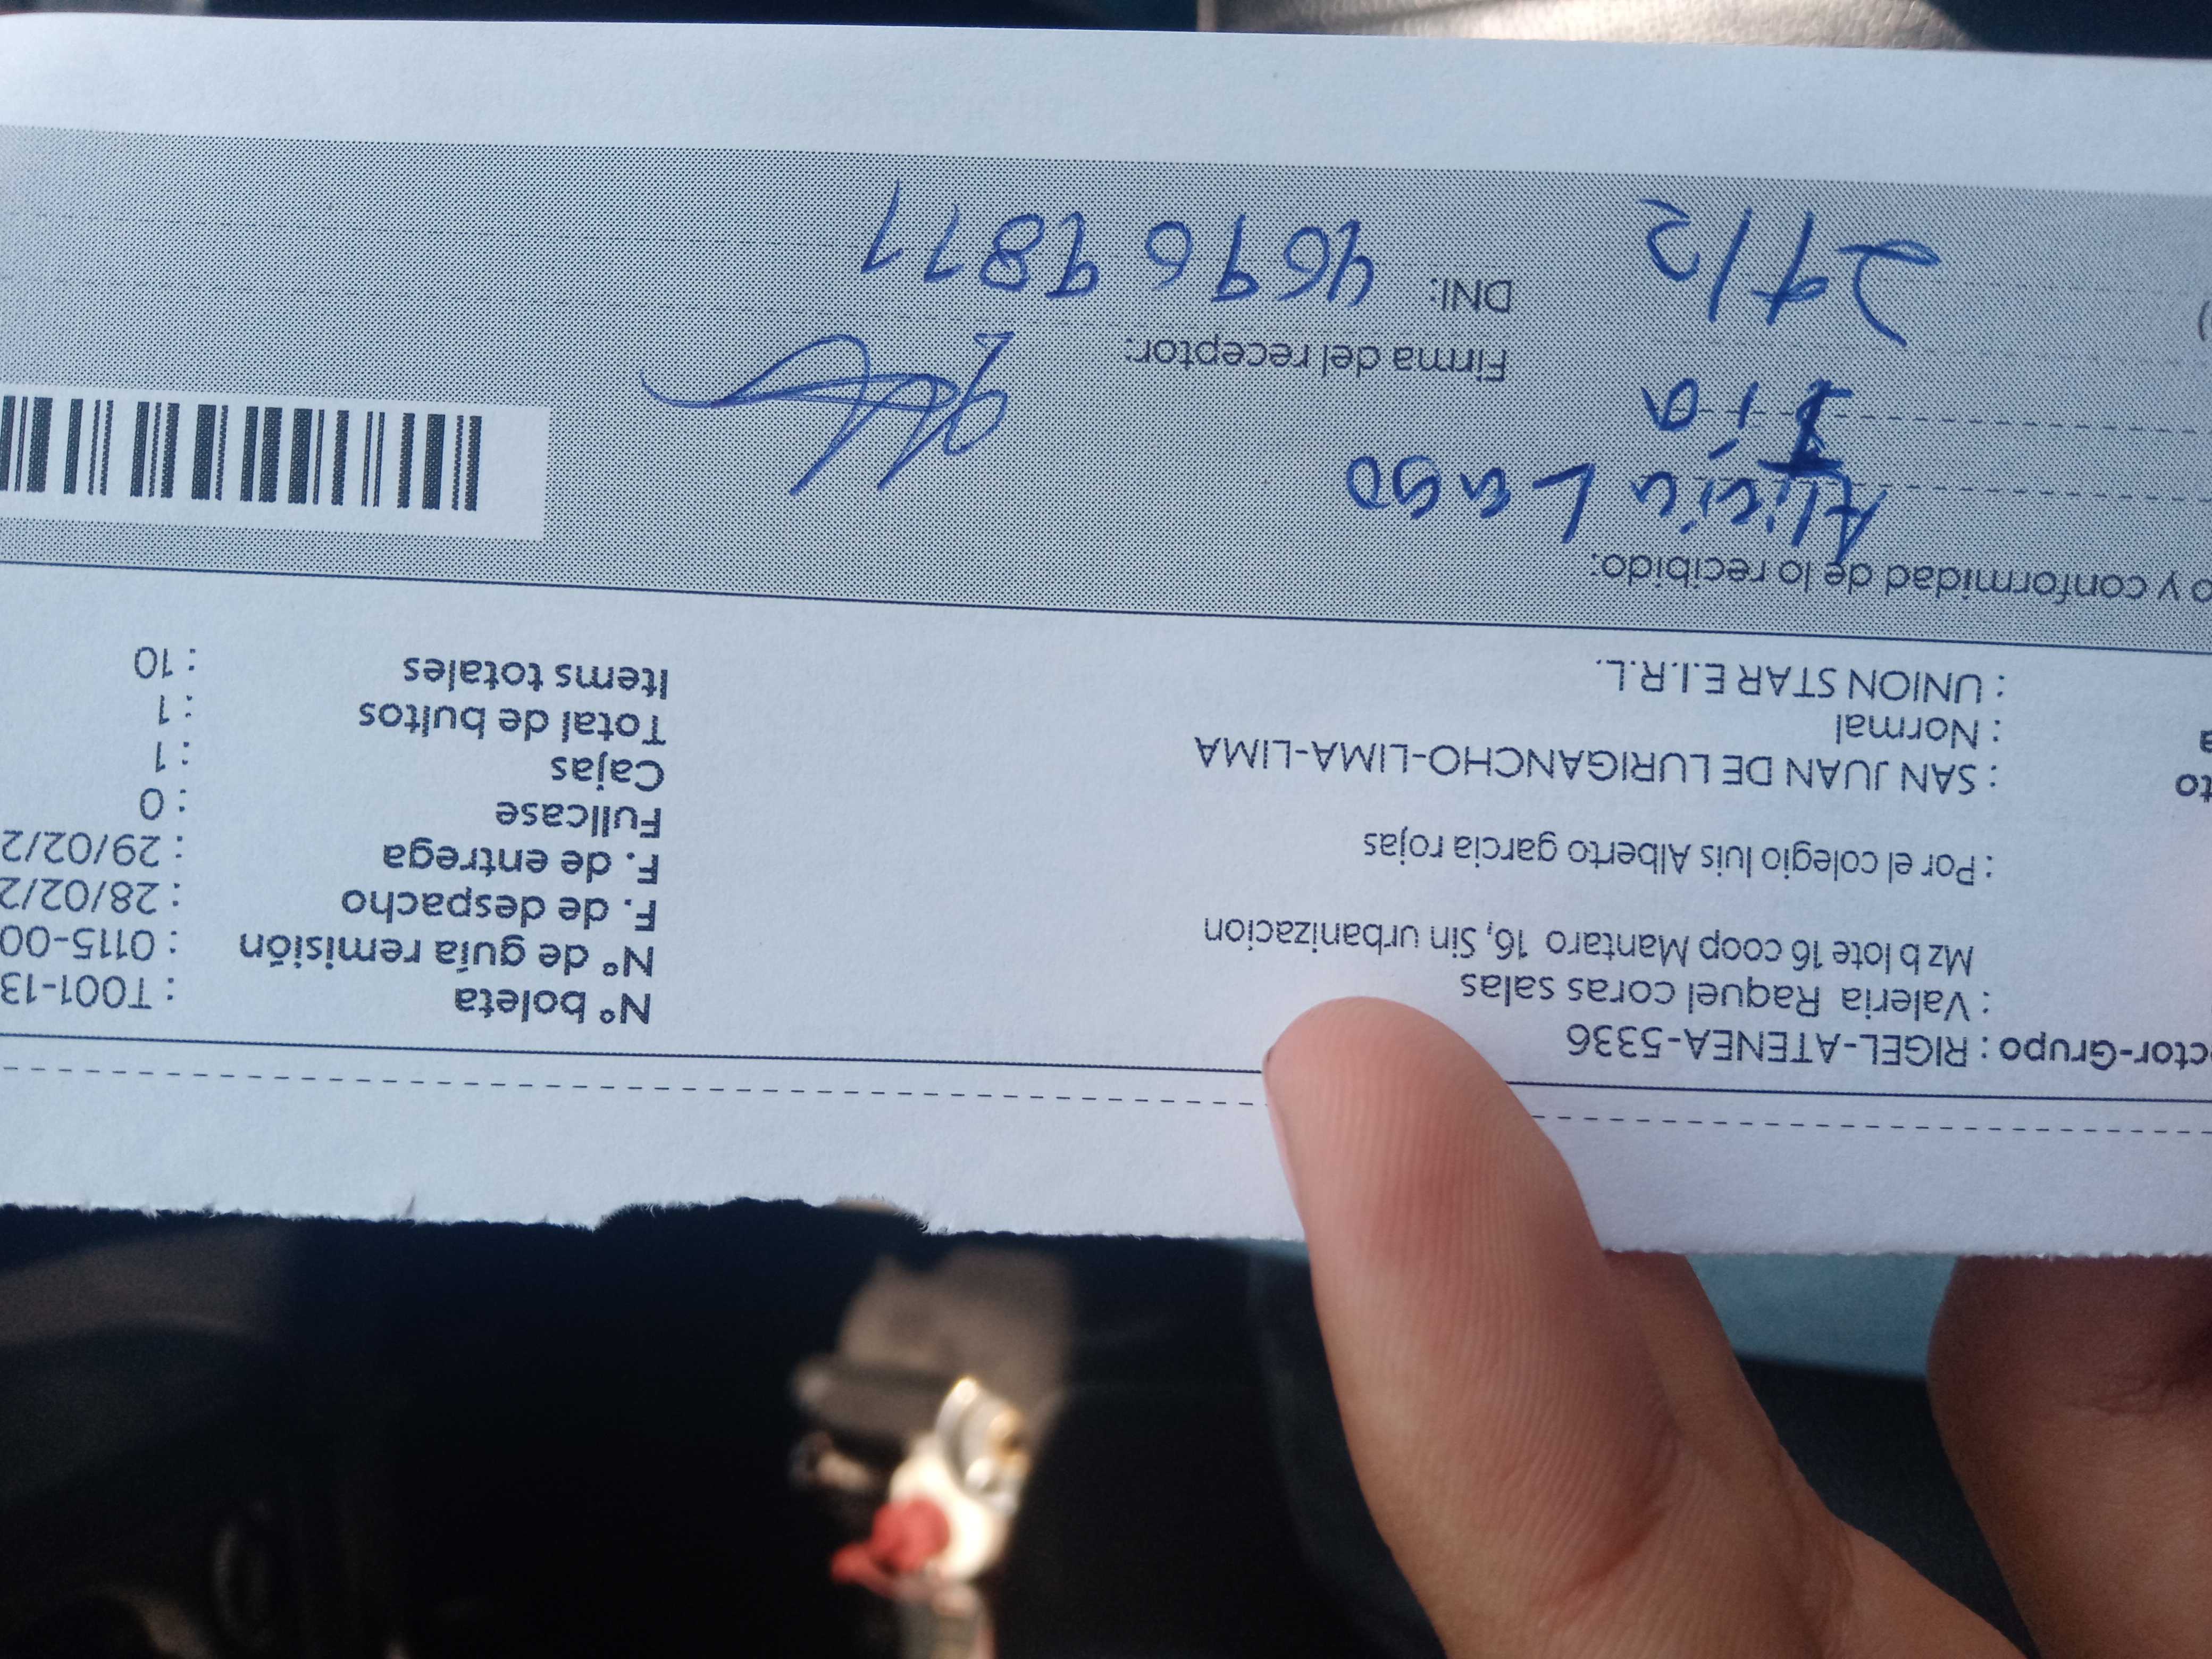 ctor-Grupo : RIGEL-ATENEA-5336
: Valeria Raquel coras salas
Mz b lote 16 coop Mantaro 16, Sin urbanizacion
: Por el colegio luis Alberto garcia rojas
to : SAN JUAN DE LURIGANCHO-LIMA-LIMA
a : Normal
: UNION STAR E.I.R.L.
N° boleta : T001-13
N° de guía remisión : 0115-00
F. de despacho : 28/02/2
F. de entrega : 29/02/2
Fullcase : 0
Cajas : 1
Total de bultos : 1
Items totales : 10
o y conformidad de lo recibido:
Alicia Lago
Tia
29/2
Firma del receptor:
DNI: 46969877